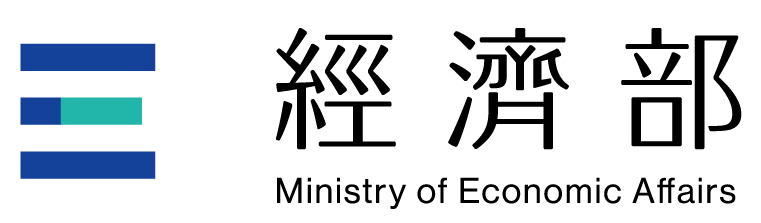 經濟部
Ministry of Economic Affairs